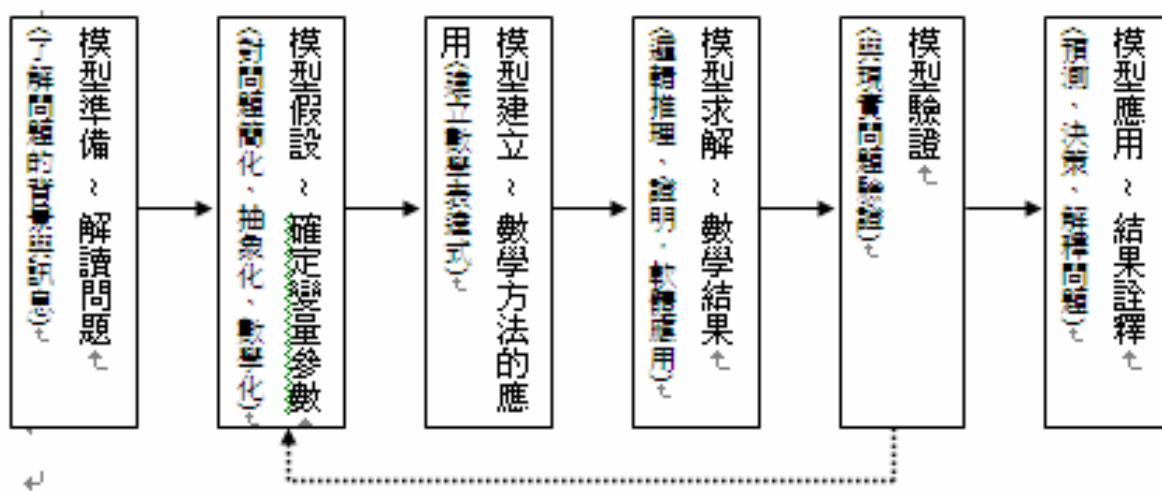 模型準備 ~ 解讀問題
(了解問題的背景與訊息)
模型假設 ~ 確定變量參數
(對問題簡化、抽象化、數學化)
模型建立 ~ 數學方法的應
用(建立數學表達式)
模型求解 ~ 數學結果
(邏輯推理、證明、軟體應用)
模型驗證
(與現實問題驗證)
模型應用 ~ 結果詮釋
(預測、決策、解釋問題)